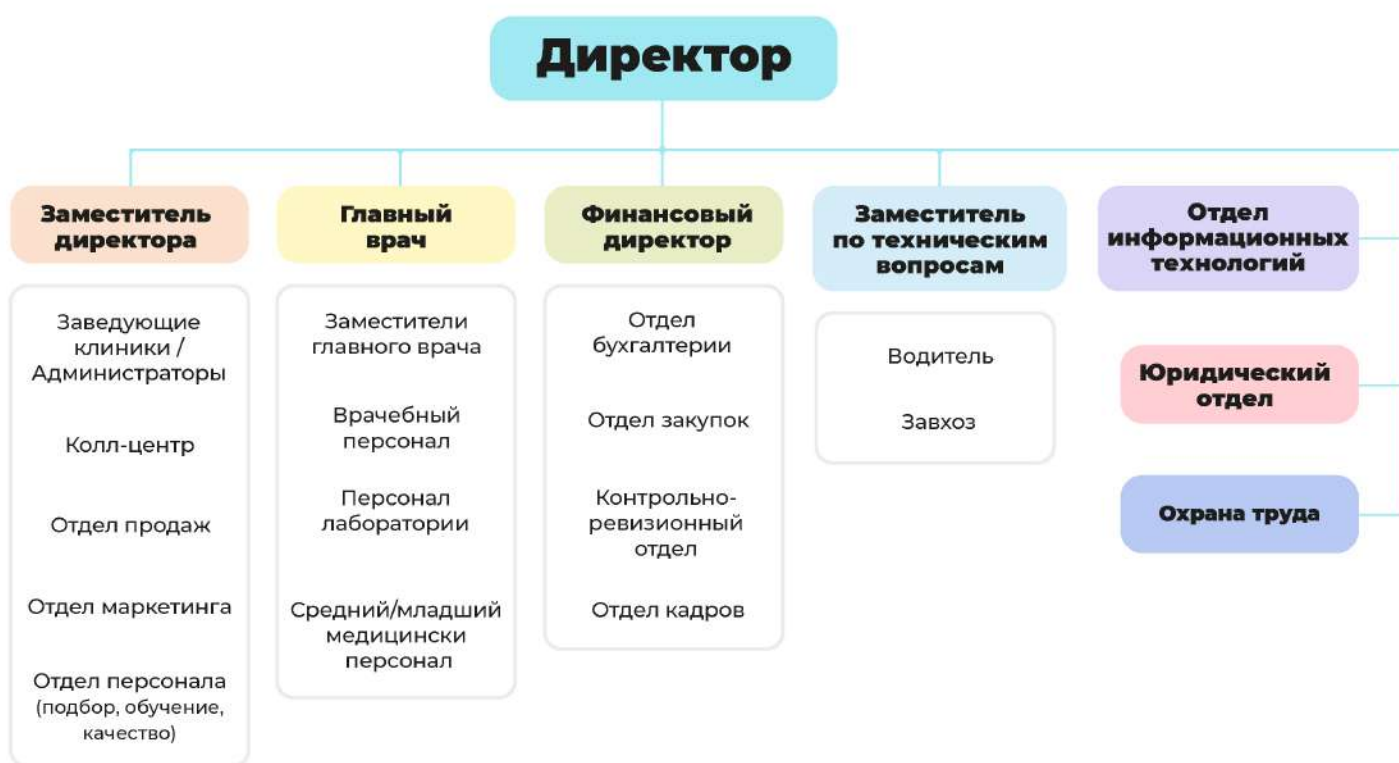 Директор
Заместитель
директора
Заведующие
клиники /
Администраторы
Колл-центр
Отдел продаж
Отдел маркетинга
Отдел персонала
(подбор, обучение,
качество)
Главный
врач
Заместители
главного врача
Врачебный
персонал
Персонал
лаборатории
Средний/младший
медицински
персонал
Финансовый
директор
Отдел
бухгалтерии
Отдел закупок
Контрольно-
ревизионный
отдел
Отдел кадров
Заместитель
по техническим
вопросам
Водитель
Завхоз
Отдел
информационных
технологий
Юридический
отдел
Охрана труда